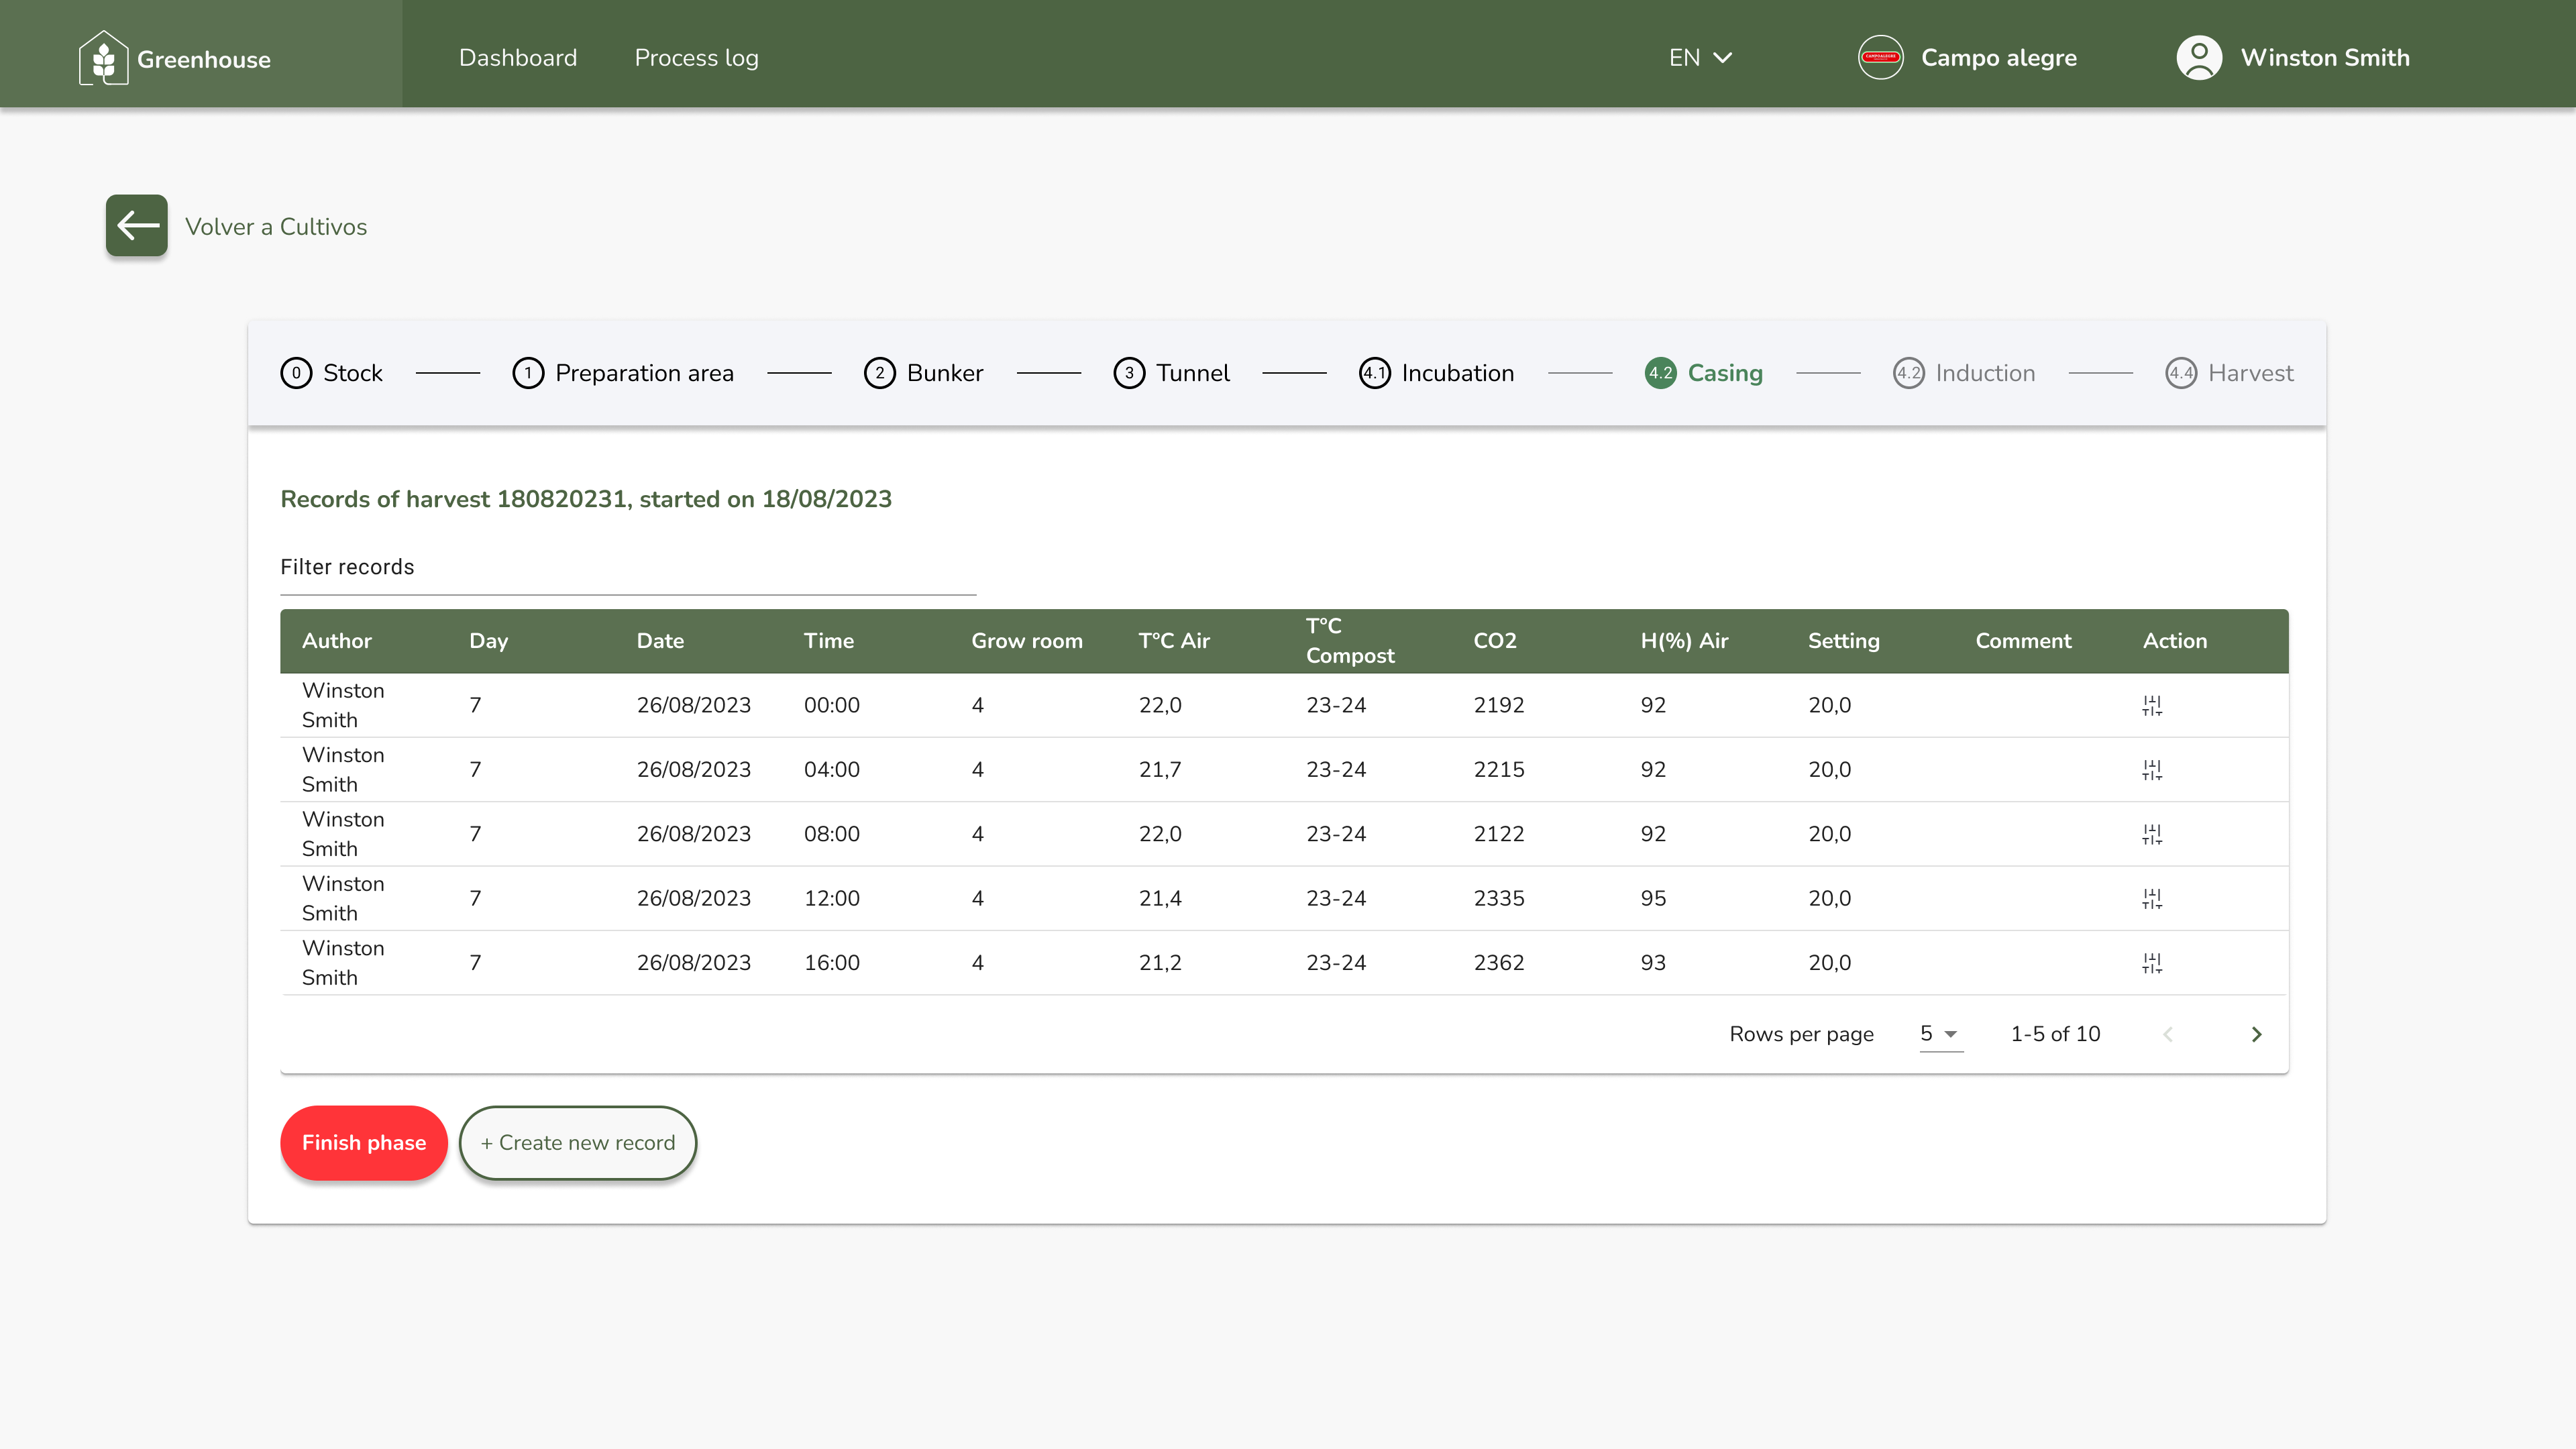 Greenhouse
Dashboard
Process log
EN
CAMPOALEGRE
Campo alegre
Winston Smith
Volver a Cultivos
0 Stock
1 Preparation area
2 Bunker
3 Tunnel
4.1 Incubation
4.2 Casing
4.2 Induction
4.4 Harvest
Records of harvest 180820231, started on 18/08/2023
Filter records
Author Day Date Time Grow room T°C Air T°C Compost CO2 H(%) Air Setting Comment Action
Winston Smith 7 26/08/2023 00:00 4 22,0 23-24 2192 92 20,0
Winston Smith 7 26/08/2023 04:00 4 21,7 23-24 2215 92 20,0
Winston Smith 7 26/08/2023 08:00 4 22,0 23-24 2122 92 20,0
Winston Smith 7 26/08/2023 12:00 4 21,4 23-24 2335 95 20,0
Winston Smith 7 26/08/2023 16:00 4 21,2 23-24 2362 93 20,0
Rows per page 5 1-5 of 10
Finish phase
+ Create new record